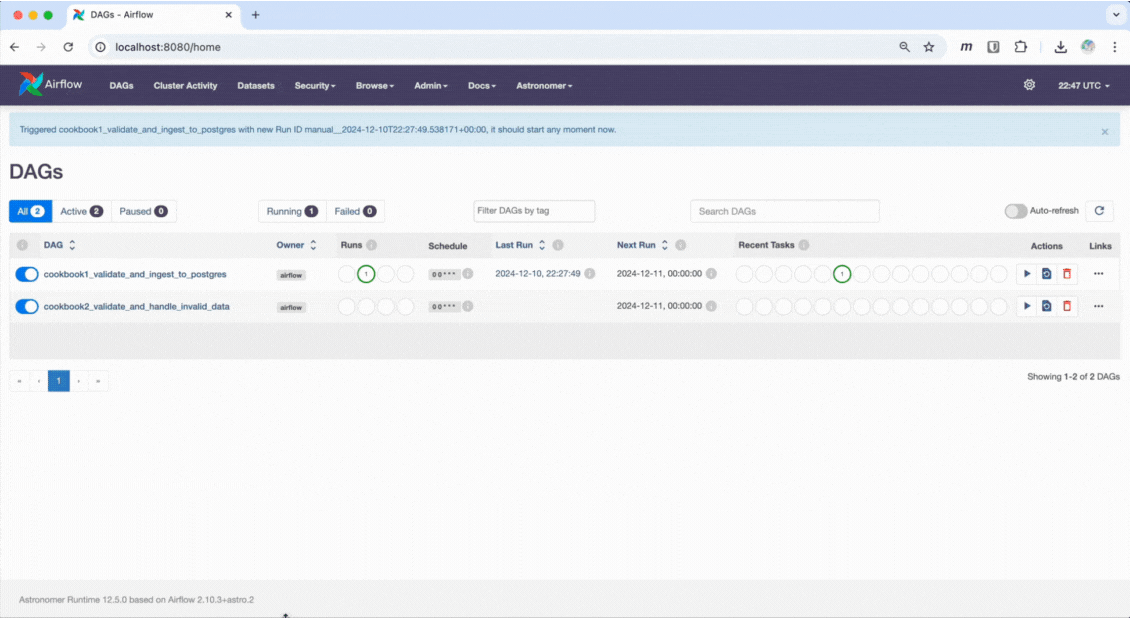 DAGs - Airflow
localhost:8080/home
Airflow DAGs Cluster Activity Datasets Security Browse Admin Docs Astronomer 22:47 UTC
Triggered cookbook1_validate_and_ingest_to_postgres with new Run ID manual__2024-12-10T22:27:49.538171+00:00, it should start any moment now. ×
DAGs
All 2 Active 2 Paused 0 Running 1 Failed 0 Filter DAGs by tag Search DAGs Auto-refresh
DAG Owner Runs Schedule Last Run Next Run Recent Tasks Actions Links
cookbook1_validate_and_ingest_to_postgres airflow 1 0 0 * * * 2024-12-10, 22:27:49 2024-12-11, 00:00:00 1
cookbook2_validate_and_handle_invalid_data airflow 0 0 * * * 2024-12-11, 00:00:00
« ‹ 1 › »
Showing 1-2 of 2 DAGs
Astronomer Runtime 12.5.0 based on Airflow 2.10.3+astro.2